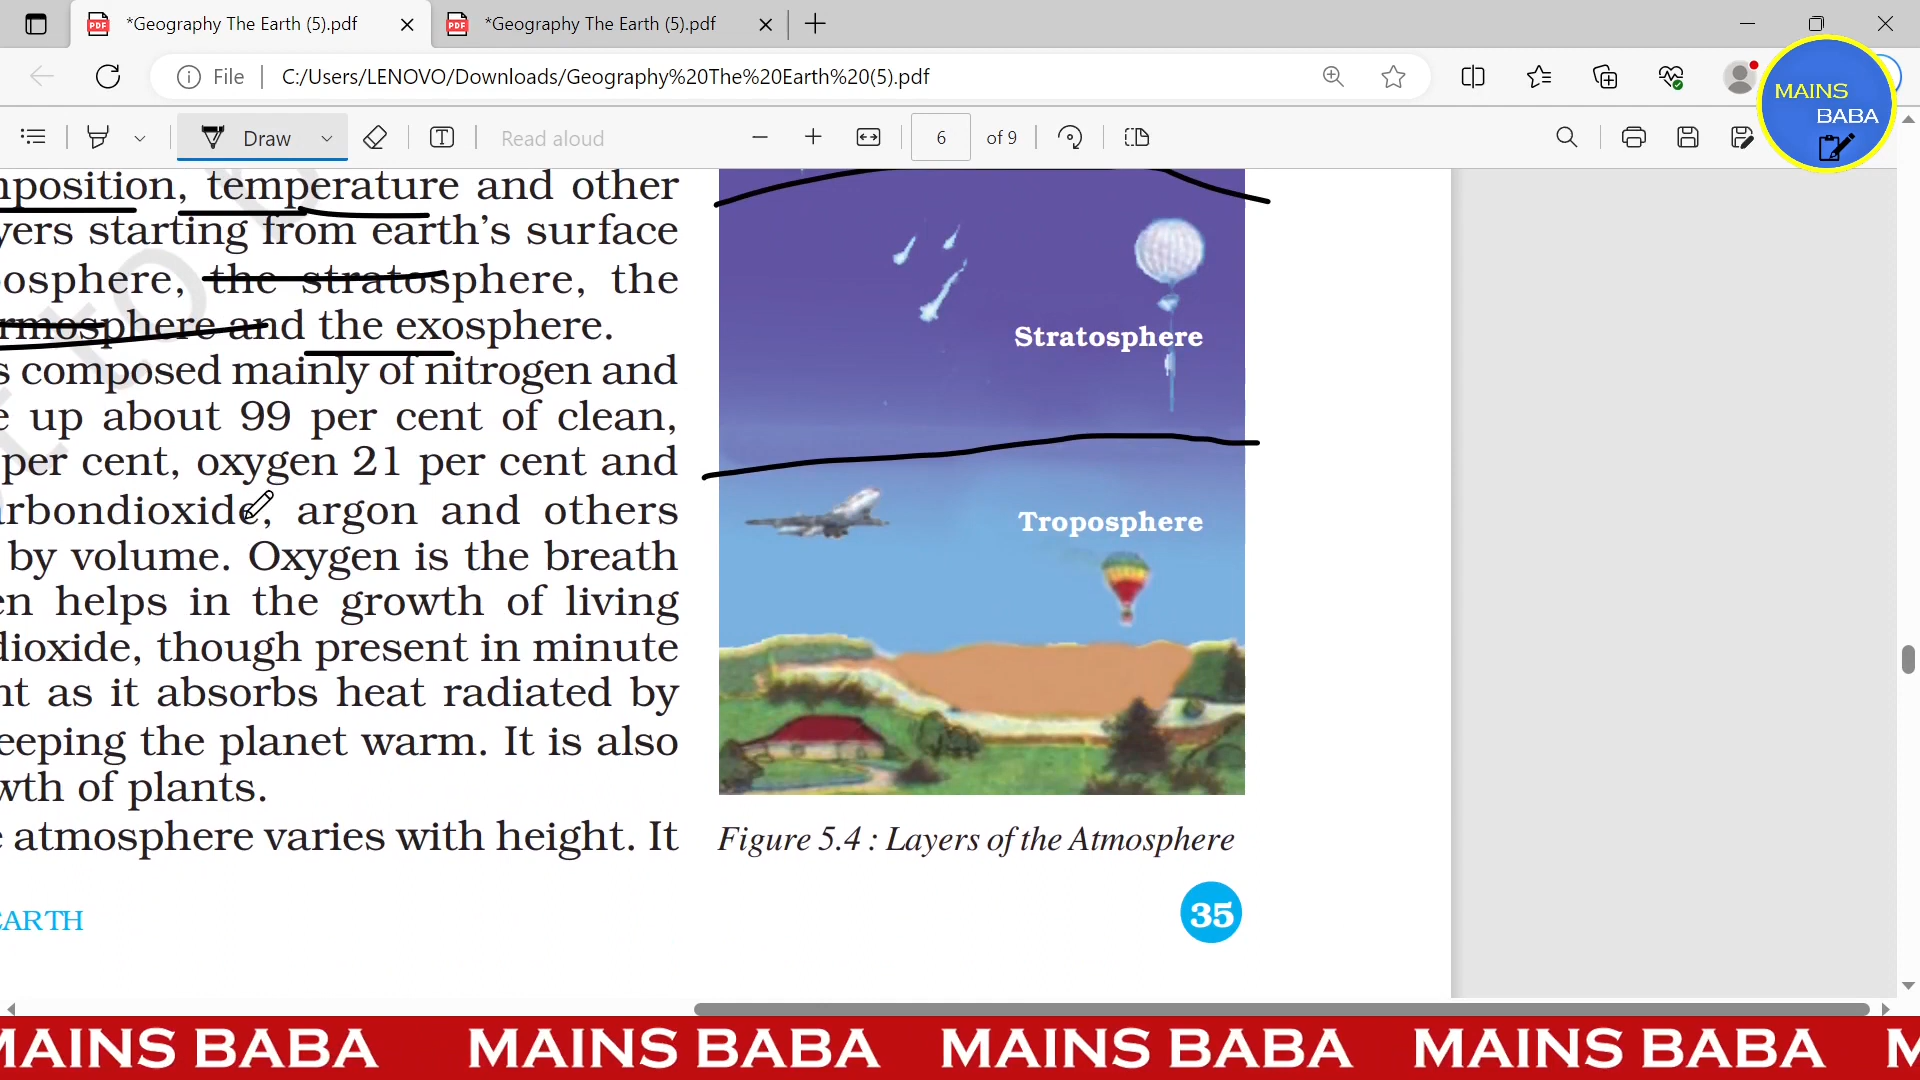 *Geography The Earth (5).pdf
*Geography The Earth (5).pdf
File
C:/Users/LENOVO/Downloads/Geography%20The%20Earth%20(5).pdf
MAINS
BABA
Draw
Read aloud
6 of 9
mposition, temperature and other
yers starting from earth's surface
osphere, the stratosphere, the
rmosphere and the exosphere.
s composed mainly of nitrogen and
e up about 99 per cent of clean,
per cent, oxygen 21 per cent and
arbondioxide, argon and others
by volume. Oxygen is the breath
en helps in the growth of living
dioxide, though present in minute
nt as it absorbs heat radiated by
eeping the planet warm. It is also
wth of plants.
e atmosphere varies with height. It
EARTH
Stratosphere
Troposphere
Figure 5.4 : Layers of the Atmosphere
35
MAINS BABA MAINS BABA MAINS BABA MAINS BABA M